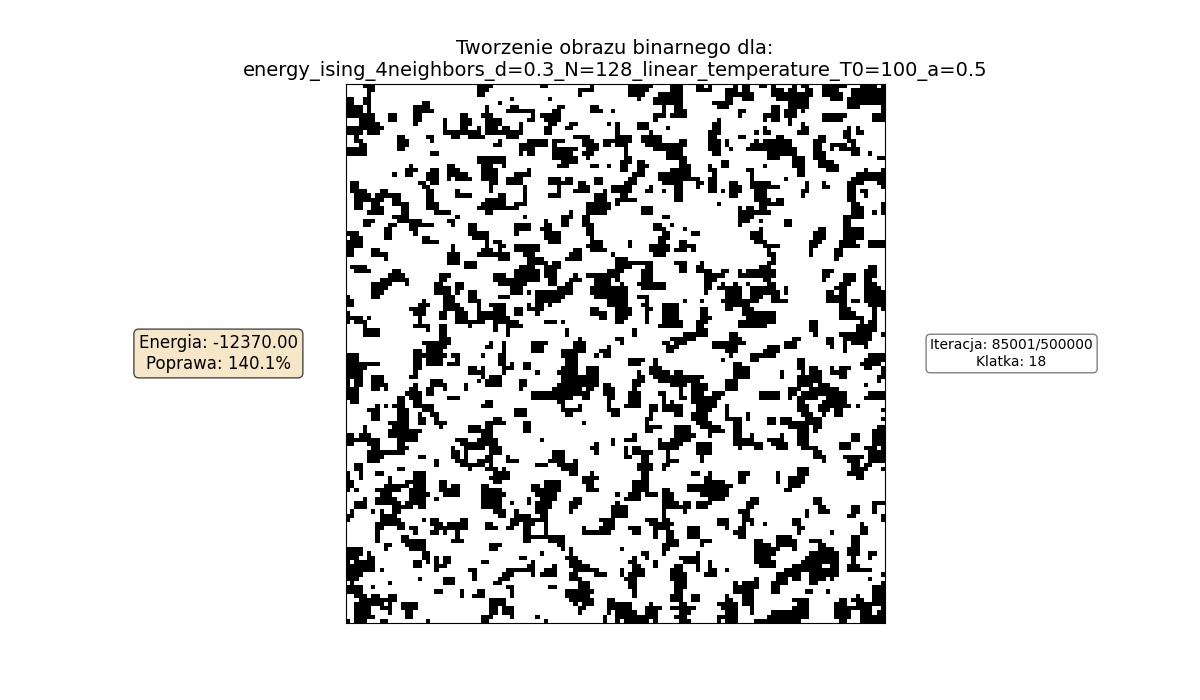 Tworzenie obrazu binarnego dla:
energy_ising_4neighbors_d=0.3_N=128_linear_temperature_T0=100_a=0.5
Energia: -12370.00
Poprawa: 140.1%
Iteracja: 85001/500000
Klatka: 18